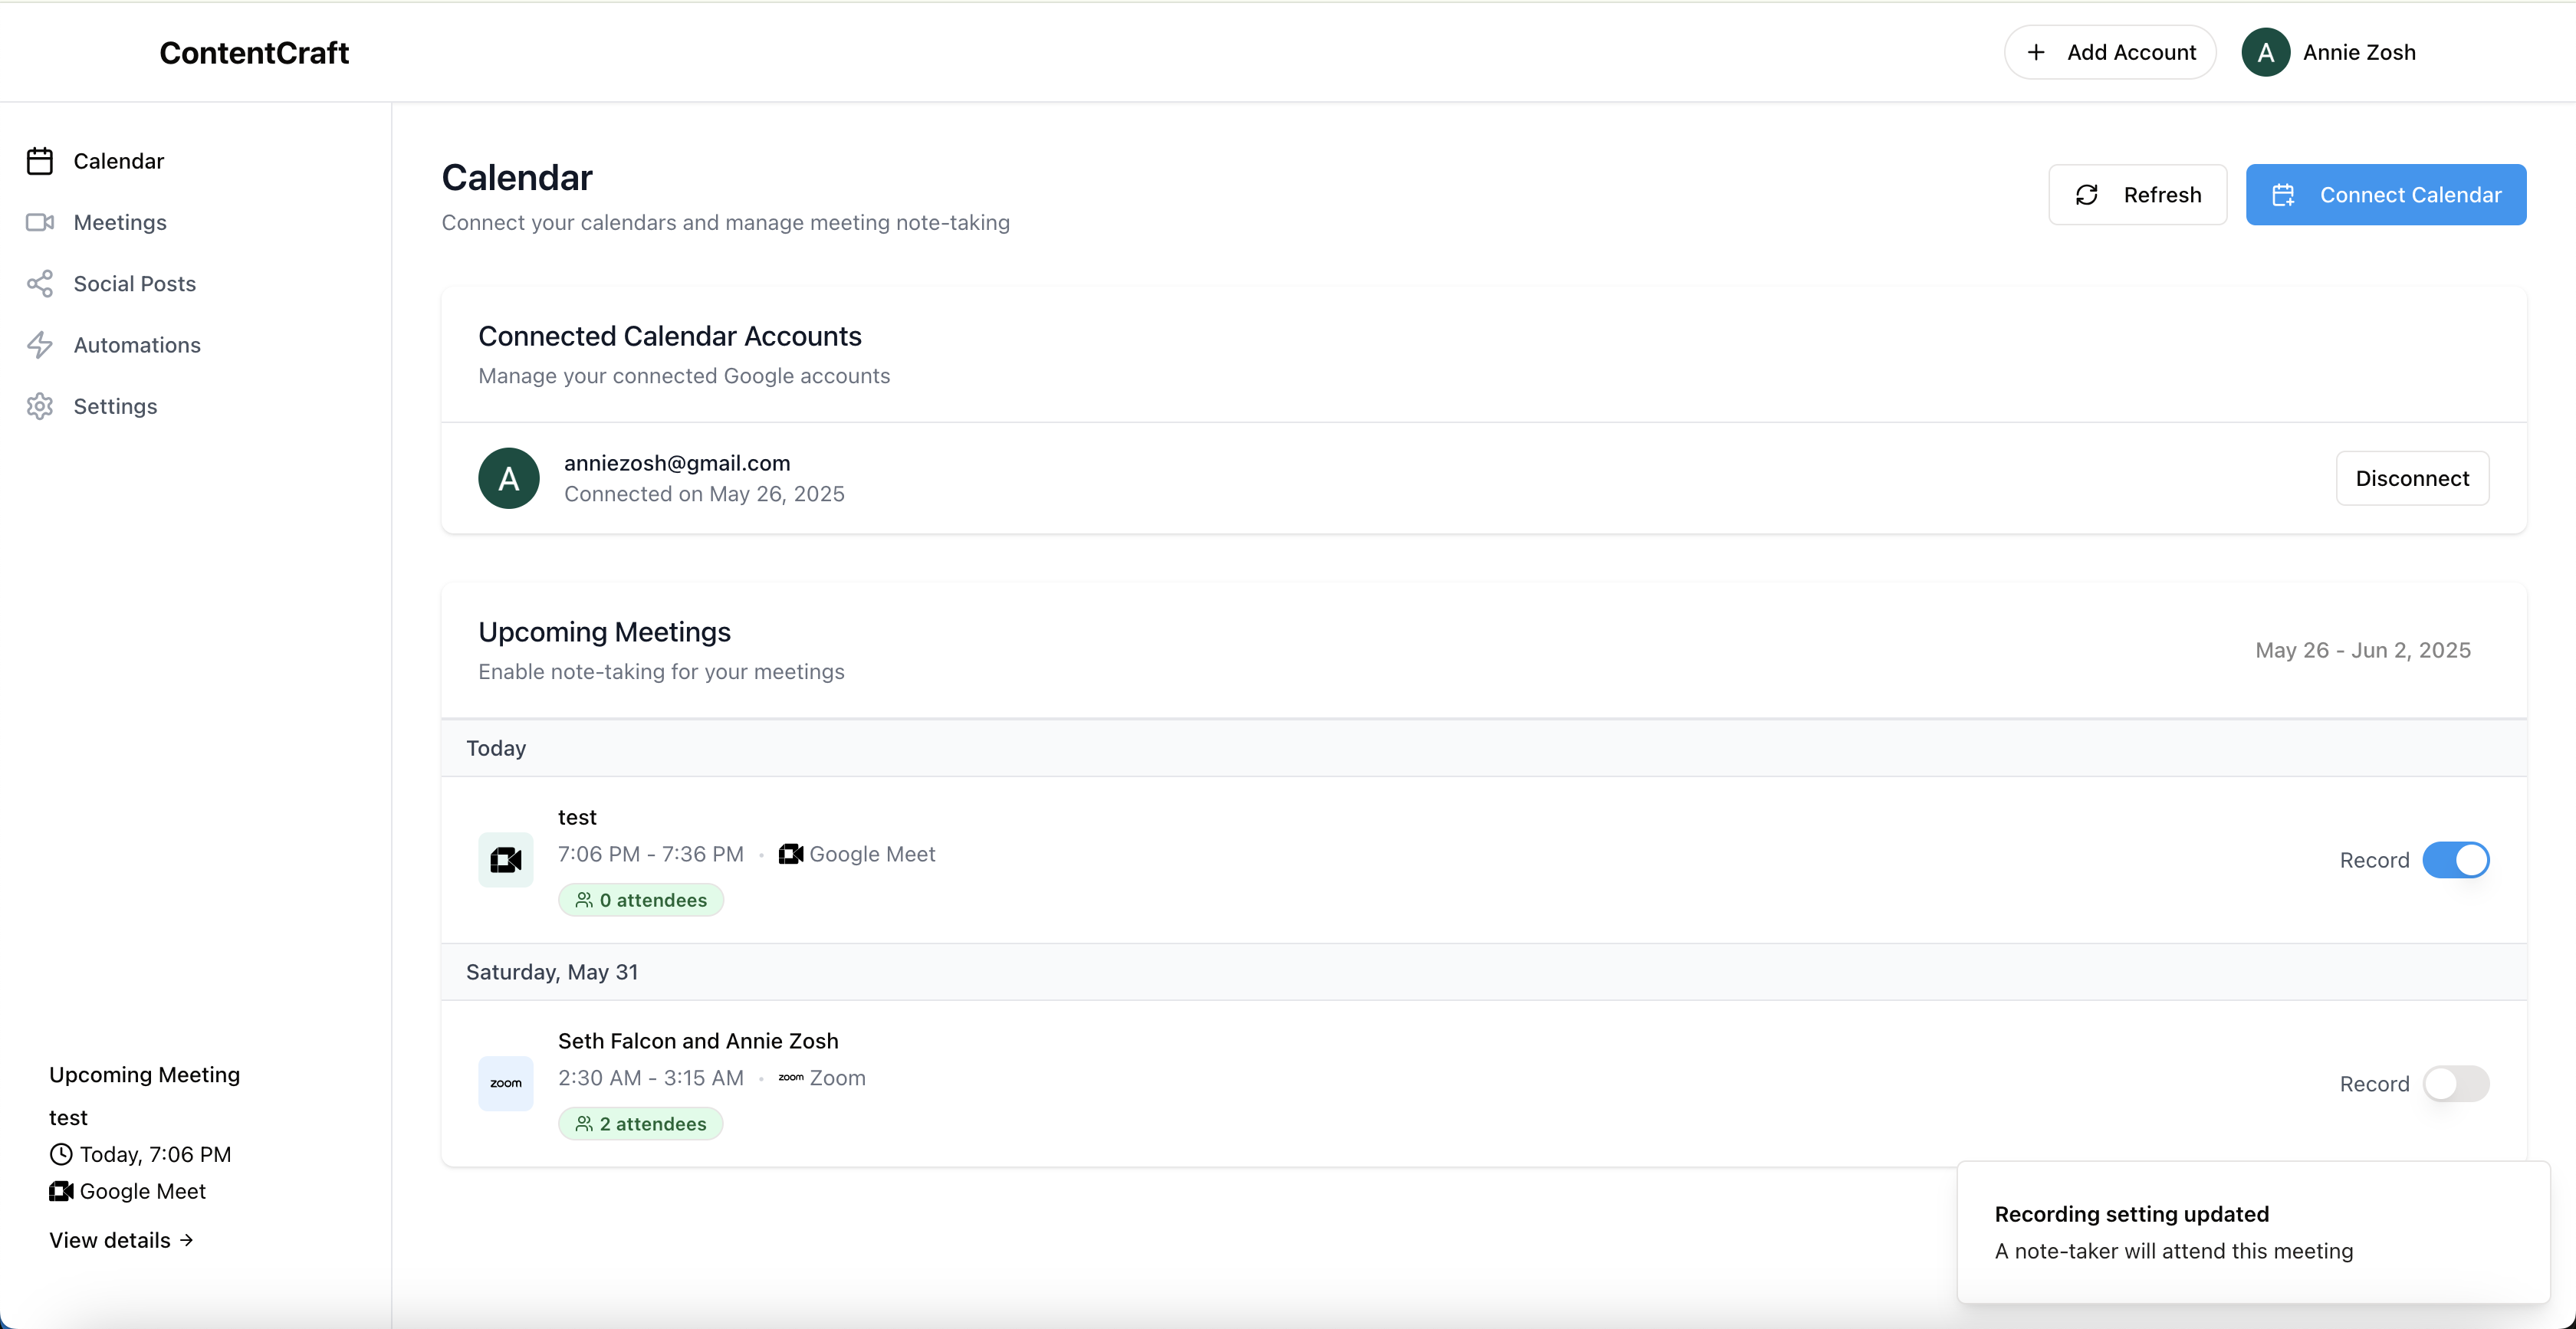 ContentCraft
+ Add Account
A Annie Zosh
Calendar
Meetings
Social Posts
Automations
Settings
Upcoming Meeting
test
Today, 7:06 PM
Google Meet
View details →
Calendar
Connect your calendars and manage meeting note-taking
Refresh
Connect Calendar
Connected Calendar Accounts
Manage your connected Google accounts
A
anniezosh@gmail.com
Connected on May 26, 2025
Disconnect
Upcoming Meetings
Enable note-taking for your meetings
May 26 - Jun 2, 2025
Today
test
7:06 PM - 7:36 PM • Google Meet
0 attendees
Record
Saturday, May 31
zoom
Seth Falcon and Annie Zosh
2:30 AM - 3:15 AM • zoom Zoom
2 attendees
Record
Recording setting updated
A note-taker will attend this meeting